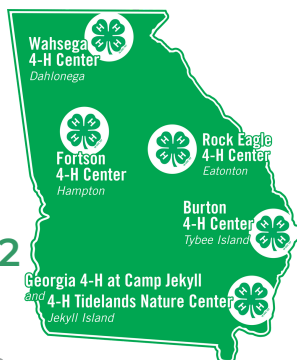 Wahsega
4-H Center
Dahlonega
Fortson
4-H Center
Hampton
Rock Eagle
4-H Center
Eatonton
Burton
4-H Center
Tybee Island
2
Georgia 4-H at Camp Jekyll
and 4-H Tidelands Nature Center
Jekyll Island
H H H H
H H H H
H H H H
H H H H
H H H H